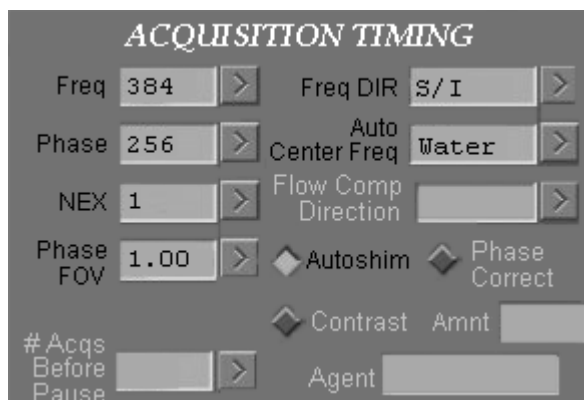 ACQUISITION TIMING
Freq 384 > Freq DIR S/I >
Phase 256 > Auto Center Freq Water >
NEX 1 > Flow Comp Direction >
Phase FOV 1.00 > Autoshim Phase Correct
Contrast Amnt
# Acqs Before Pause > Agent